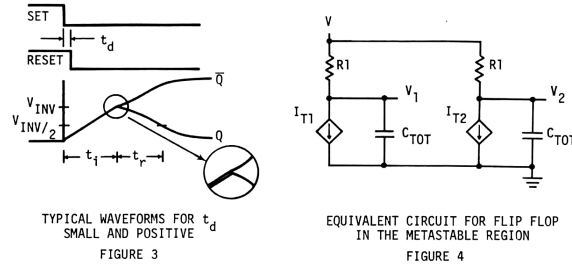 SET
t_d
RESET
V_INV
V_INV/2
Q̅
Q
t_i
t_r
TYPICAL WAVEFORMS FOR t_d
SMALL AND POSITIVE
FIGURE 3
V
R1
R1
V_1
V_2
I_T1
C_TOT
I_T2
C_TOT
EQUIVALENT CIRCUIT FOR FLIP FLOP
IN THE METASTABLE REGION
FIGURE 4